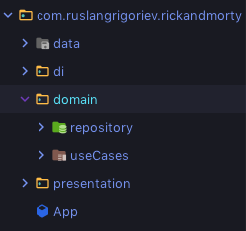 com.ruslangrigoriev.rickandmorty
data
di
domain
repository
useCases
presentation
App